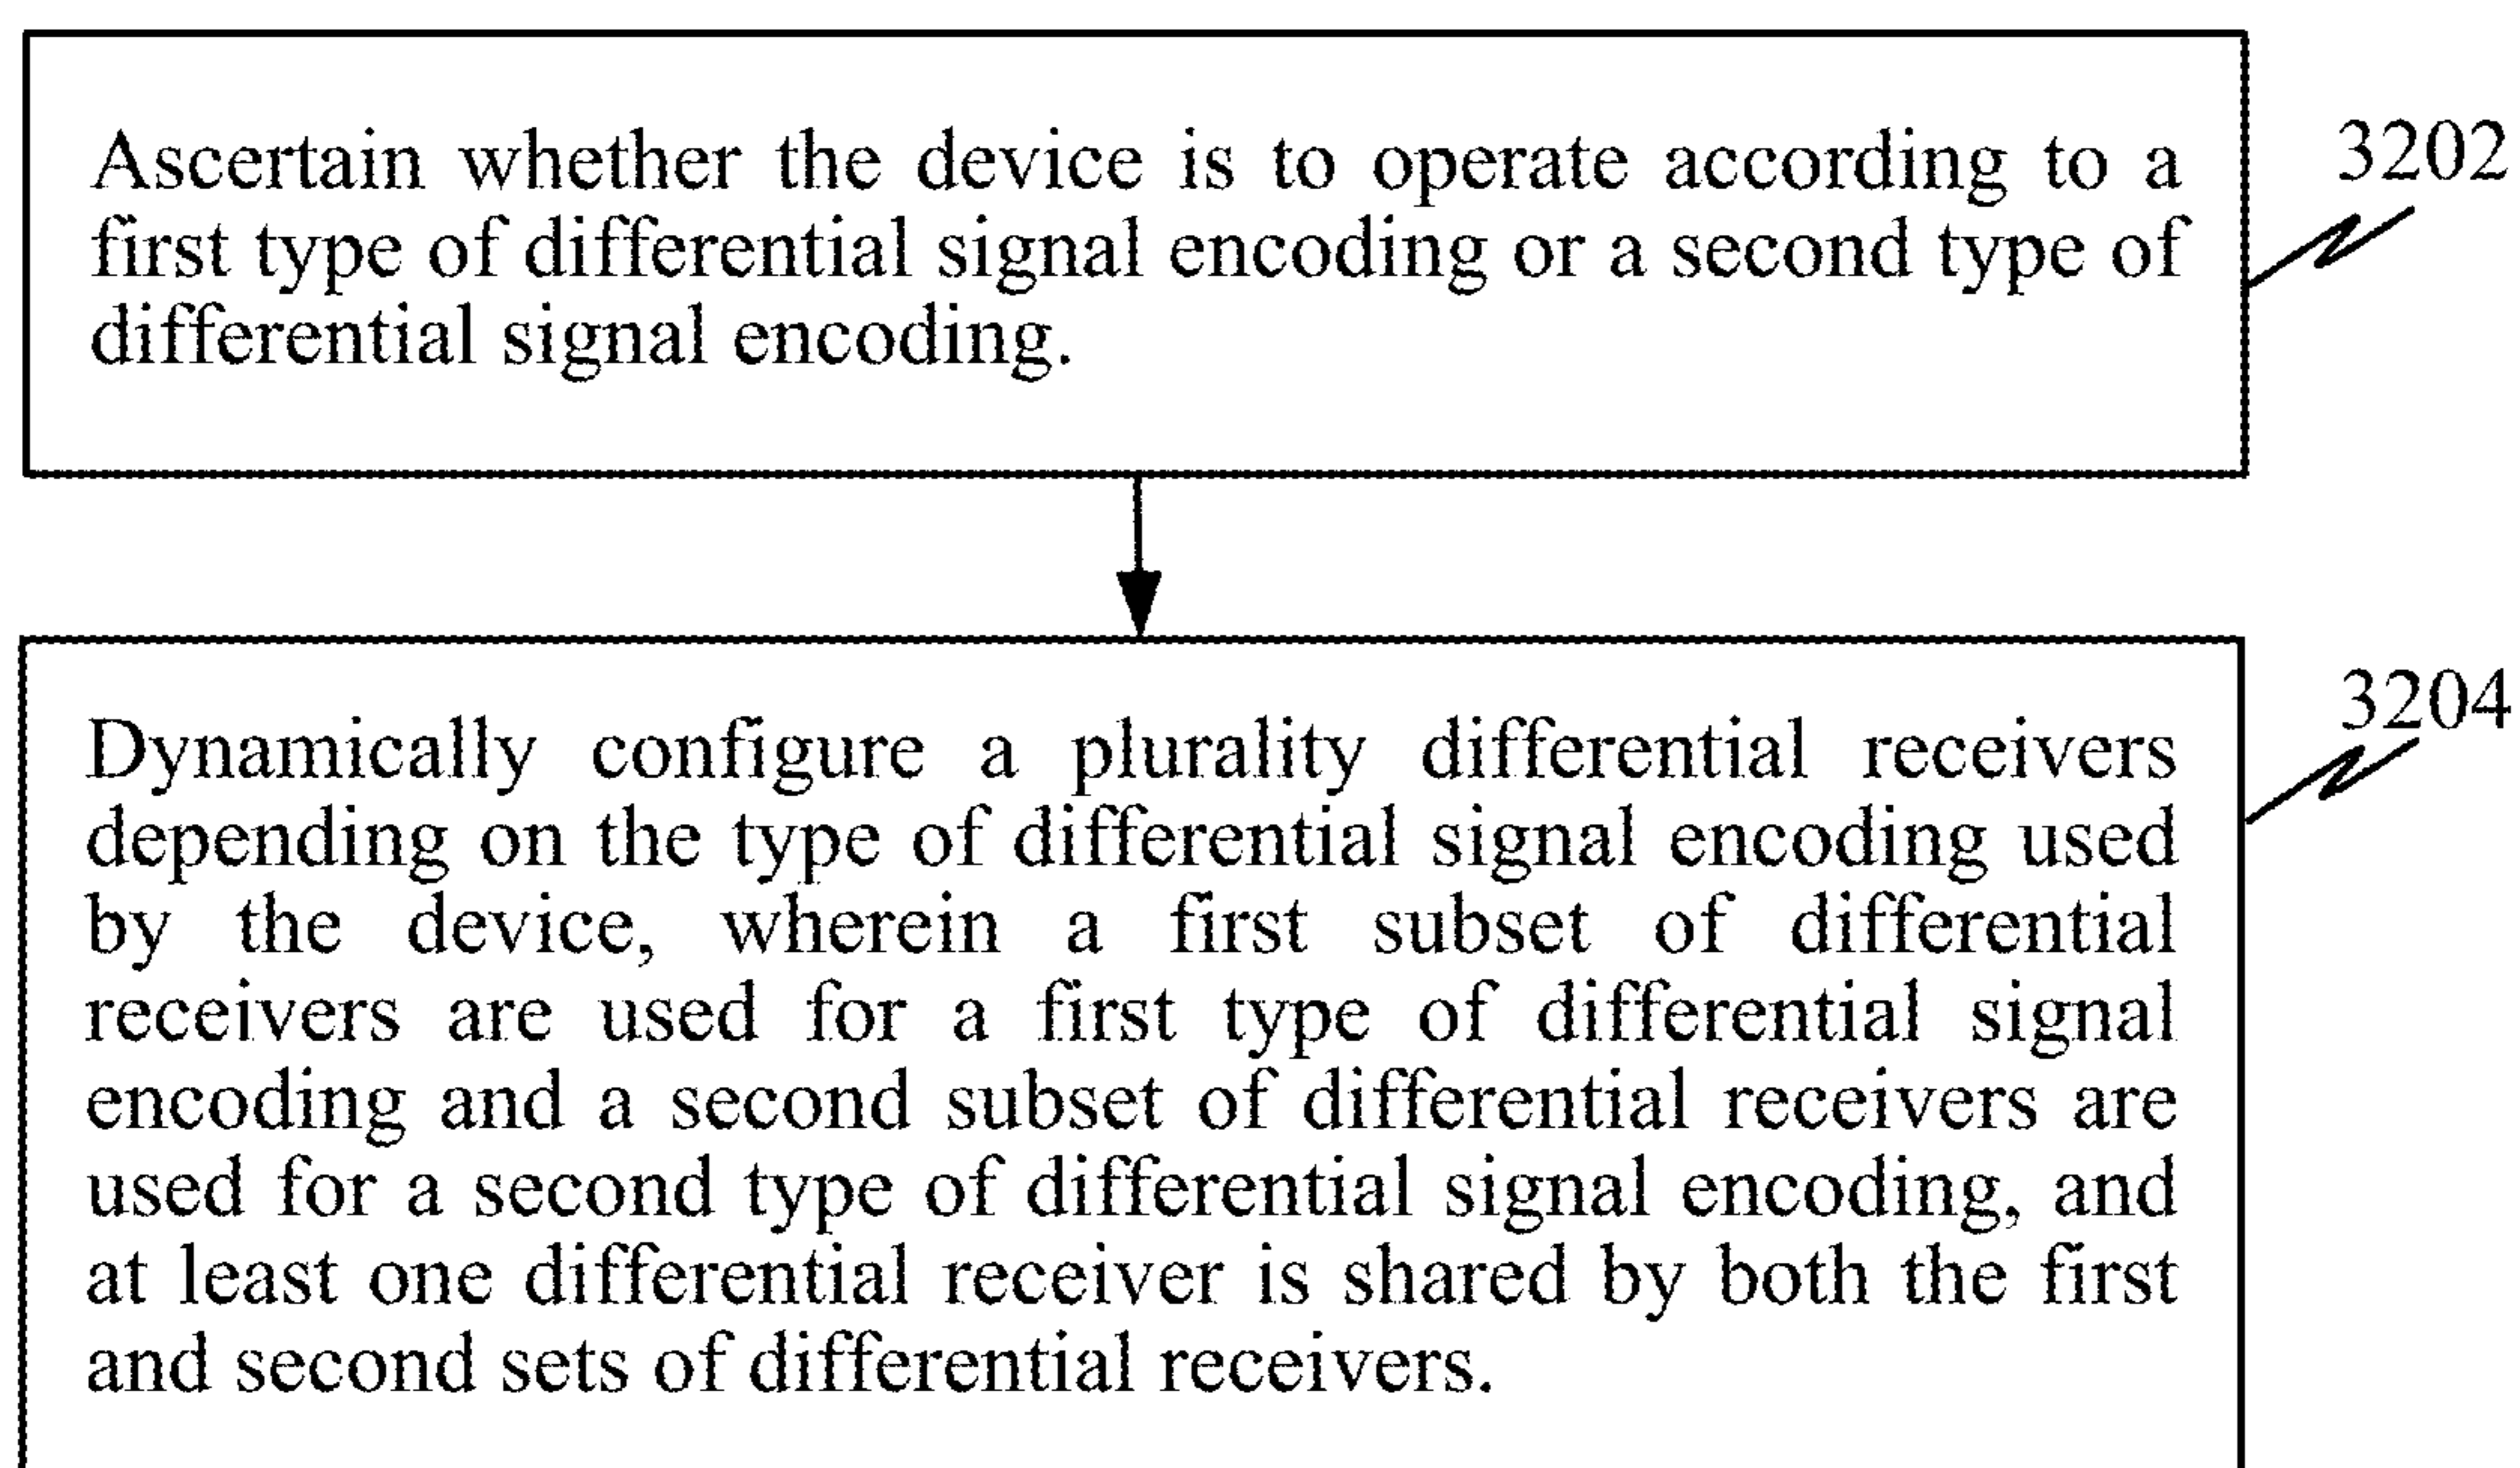 Ascertain whether the device is to operate according to a
first type of differential signal encoding or a second type of
differential signal encoding.
3202
Dynamically configure a plurality differential receivers
depending on the type of differential signal encoding used
by the device, wherein a first subset of differential
receivers are used for a first type of differential signal
encoding and a second subset of differential receivers are
used for a second type of differential signal encoding, and
at least one differential receiver is shared by both the first
and second sets of differential receivers.
3204